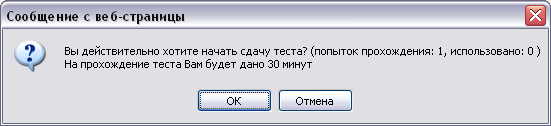 Сообщение с веб-страницы
Вы действительно хотите начать сдачу теста? (попыток прохождения: 1, использовано: 0 )
На прохождение теста Вам будет дано 30 минут
ОК
Отмена